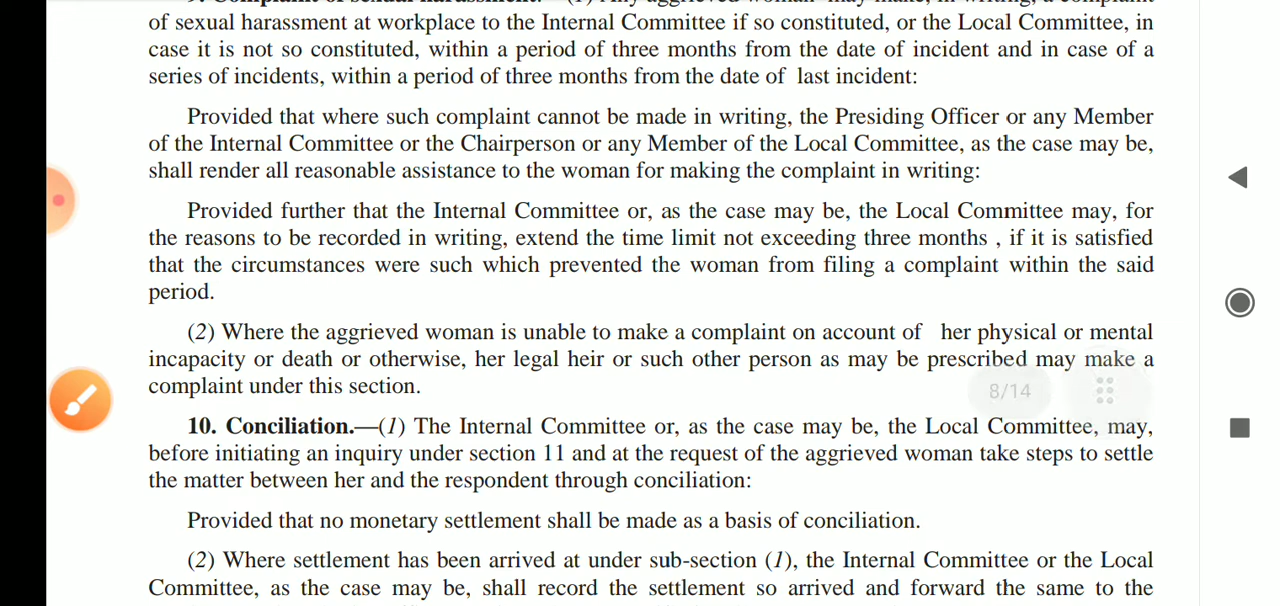 9. Complaint of sexual harassment.—(1) Any aggrieved woman may make, in writing, a complaint
of sexual harassment at workplace to the Internal Committee if so constituted, or the Local Committee, in
case it is not so constituted, within a period of three months from the date of incident and in case of a
series of incidents, within a period of three months from the date of last incident:
Provided that where such complaint cannot be made in writing, the Presiding Officer or any Member
of the Internal Committee or the Chairperson or any Member of the Local Committee, as the case may be,
shall render all reasonable assistance to the woman for making the complaint in writing:
Provided further that the Internal Committee or, as the case may be, the Local Committee may, for
the reasons to be recorded in writing, extend the time limit not exceeding three months , if it is satisfied
that the circumstances were such which prevented the woman from filing a complaint within the said
period.
(2) Where the aggrieved woman is unable to make a complaint on account of her physical or mental
incapacity or death or otherwise, her legal heir or such other person as may be prescribed may make a
complaint under this section.
8/14
10. Conciliation.—(1) The Internal Committee or, as the case may be, the Local Committee, may,
before initiating an inquiry under section 11 and at the request of the aggrieved woman take steps to settle
the matter between her and the respondent through conciliation:
Provided that no monetary settlement shall be made as a basis of conciliation.
(2) Where settlement has been arrived at under sub-section (1), the Internal Committee or the Local
Committee, as the case may be, shall record the settlement so arrived and forward the same to the